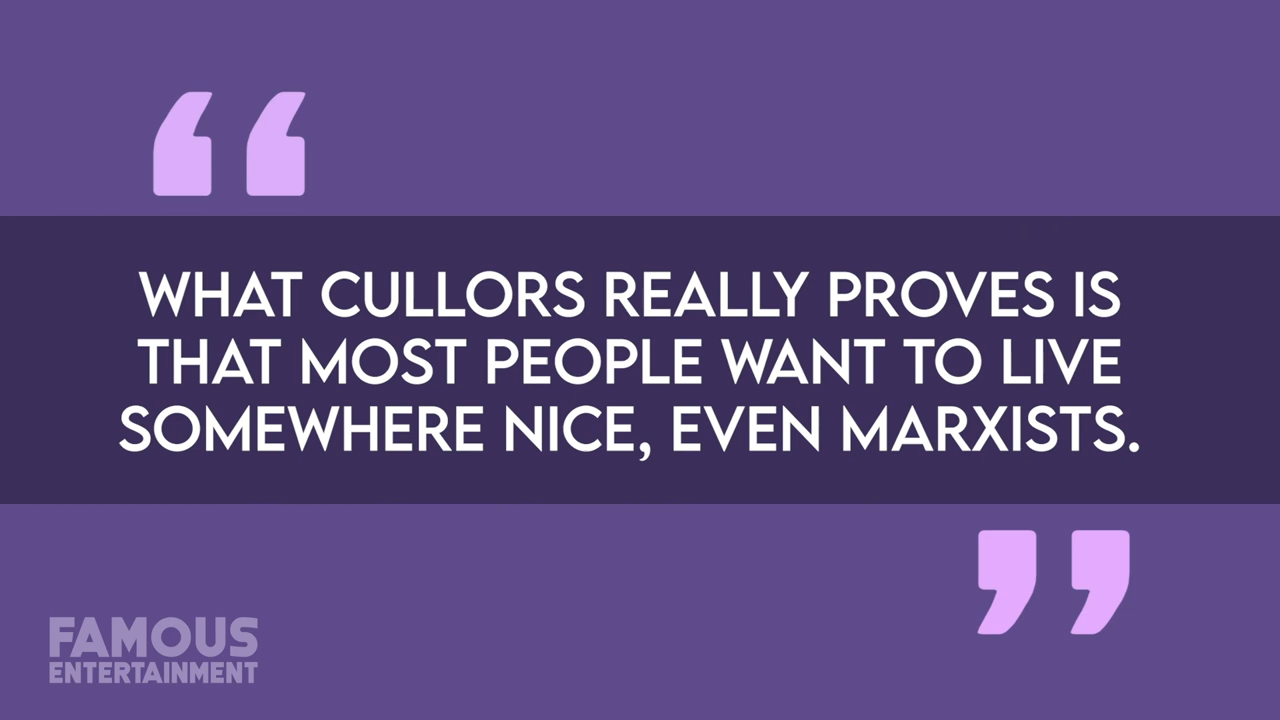 “
WHAT CULLORS REALLY PROVES IS
THAT MOST PEOPLE WANT TO LIVE
SOMEWHERE NICE, EVEN MARXISTS.
”
FAMOUS
ENTERTAINMENT